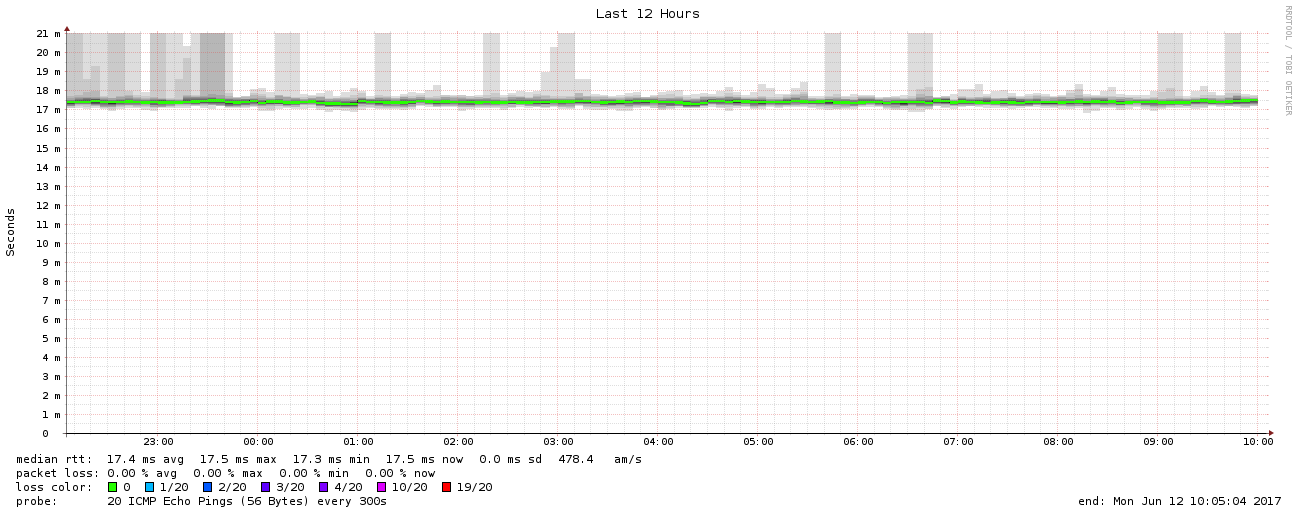 Last 12 Hours
RRDTOOL / TOBI OETIKER
Seconds
21 m
20 m
19 m
18 m
17 m
16 m
15 m
14 m
13 m
12 m
11 m
10 m
9 m
8 m
7 m
6 m
5 m
4 m
3 m
2 m
1 m
0
23:00 00:00 01:00 02:00 03:00 04:00 05:00 06:00 07:00 08:00 09:00 10:00
median rtt: 17.4 ms avg 17.5 ms max 17.3 ms min 17.5 ms now 0.0 ms sd 478.4 am/s
packet loss: 0.00 % avg 0.00 % max 0.00 % min 0.00 % now
loss color: 0 1/20 2/20 3/20 4/20 10/20 19/20
probe: 20 ICMP Echo Pings (56 Bytes) every 300s end: Mon Jun 12 10:05:04 2017